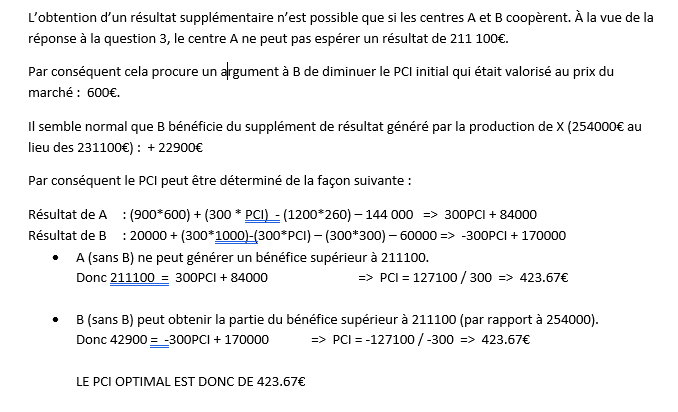 L'obtention d'un résultat supplémentaire n'est possible que si les centres A et B coopèrent. À la vue de la
réponse à la question 3, le centre A ne peut pas espérer un résultat de 211 100€.
Par conséquent cela procure un argument à B de diminuer le PCI initial qui était valorisé au prix du
marché : 600€.
Il semble normal que B bénéficie du supplément de résultat généré par la production de X (254000€ au
lieu des 231100€) : + 22900€
Par conséquent le PCI peut être déterminé de la façon suivante :
Résultat de A : (900*600) + (300 * PCI) - (1200*260) – 144 000 => 300PCI + 84000
Résultat de B : 20000 + (300*1000)-(300*PCI) – (300*300) – 60000 => -300PCI + 170000
• A (sans B) ne peut générer un bénéfice supérieur à 211100.
Donc 211100 = 300PCI + 84000 => PCI = 127100 / 300 => 423.67€
• B (sans B) peut obtenir la partie du bénéfice supérieur à 211100 (par rapport à 254000).
Donc 42900 = -300PCI + 170000 => PCI = -127100 / -300 => 423.67€
LE PCI OPTIMAL EST DONC DE 423.67€